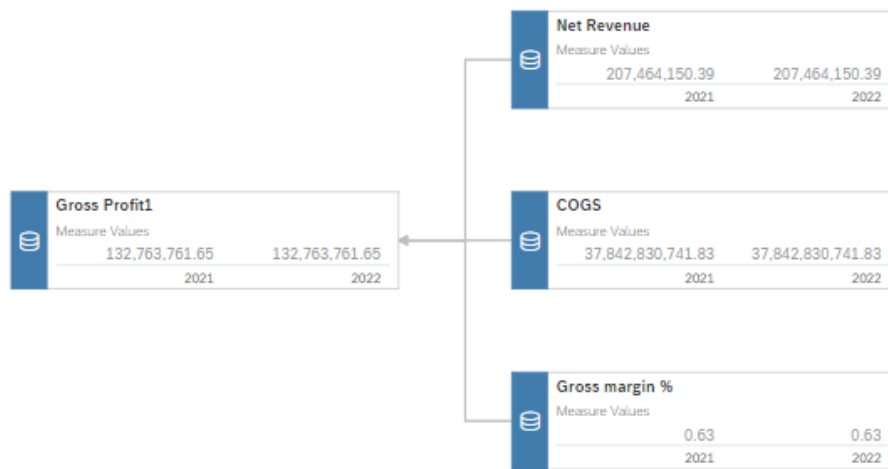 Net Revenue
Measure Values
207,464,150.39 207,464,150.39
2021 2022
Gross Profit1
Measure Values
132,763,761.65 132,763,761.65
2021 2022
COGS
Measure Values
37,842,830,741.83 37,842,830,741.83
2021 2022
Gross margin %
Measure Values
0.63 0.63
2021 2022